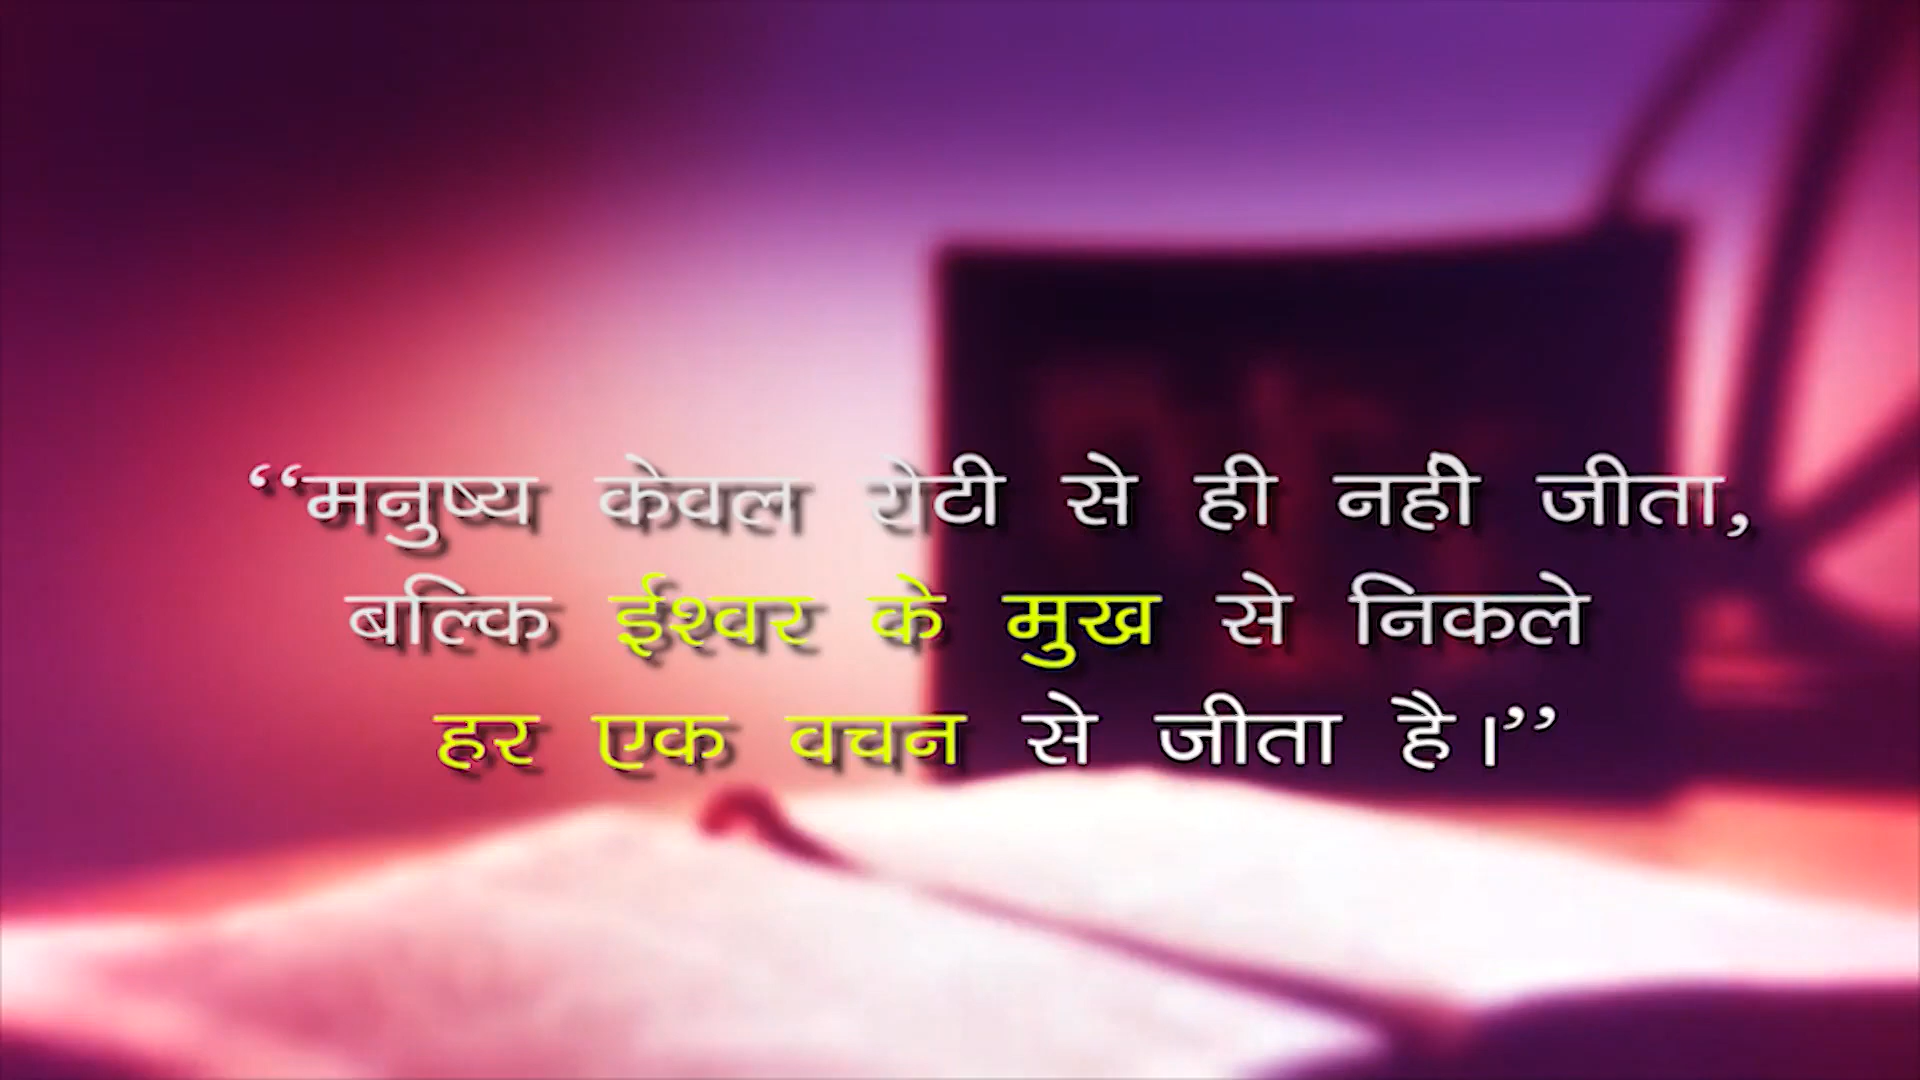 ‘‘मनुष्य केवल रोटी से ही नहीं जीता,
बल्कि ईश्वर के मुख से निकले
हर एक वचन से जीता है।’’